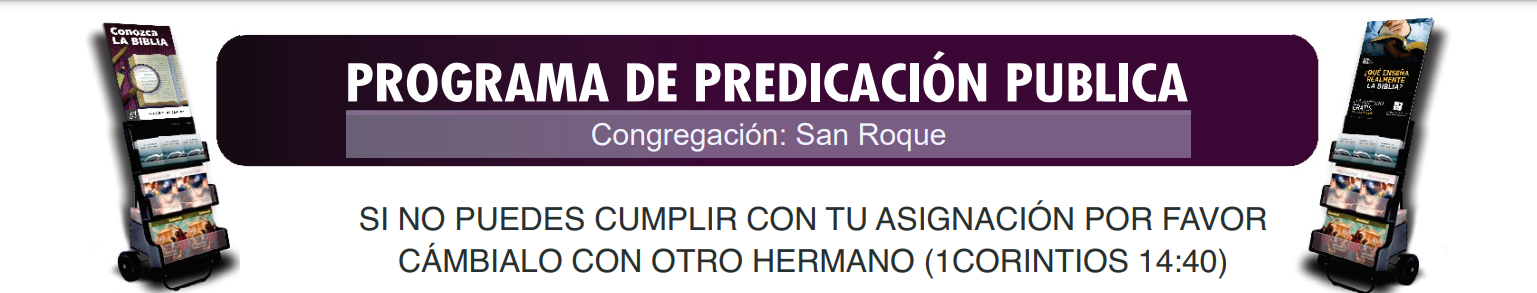 Conozca
LA BIBLIA
PROGRAMA DE PREDICACIÓN PUBLICA
Congregación: San Roque
SI NO PUEDES CUMPLIR CON TU ASIGNACIÓN POR FAVOR
CÁMBIALO CON OTRO HERMANO (1CORINTIOS 14:40)
¿QUÉ ENSEÑA
REALMENTE
LA BIBLIA?
GRATIS